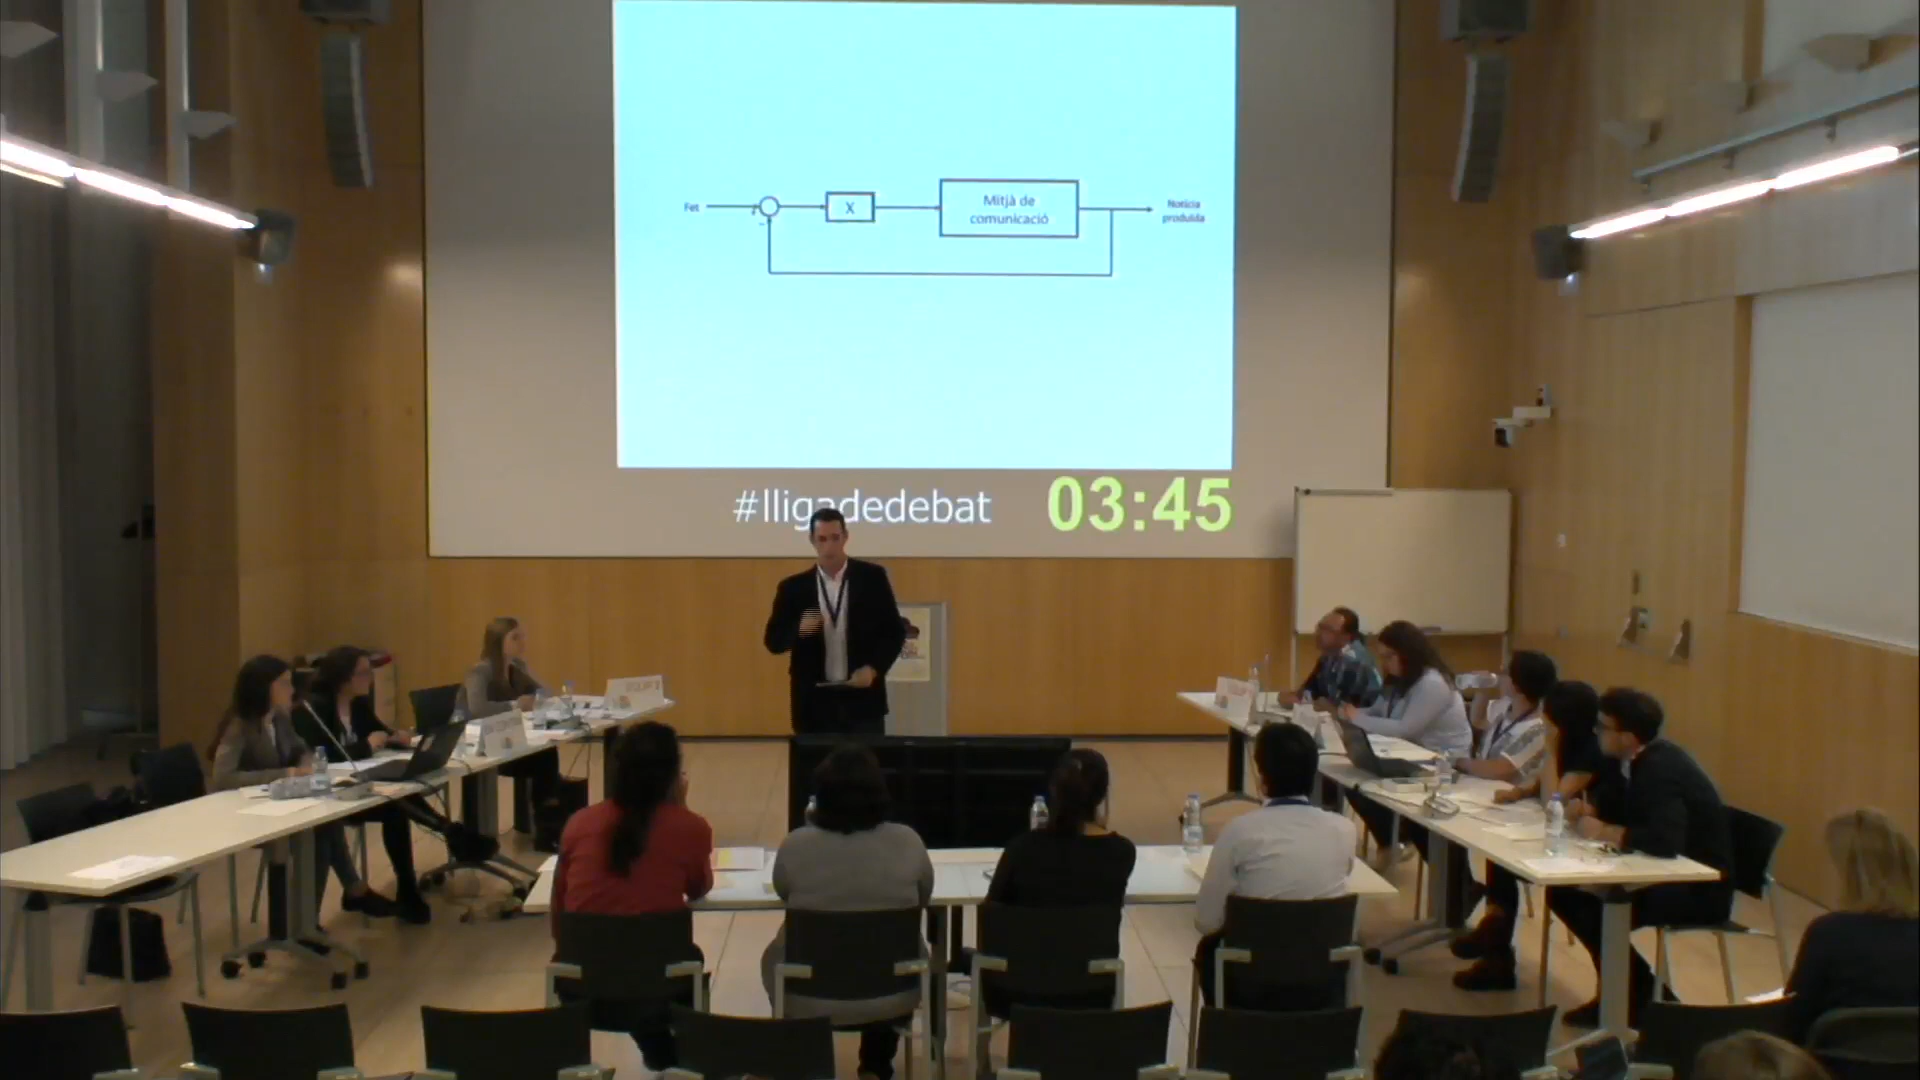 Fet
X
Mitjà de
comunicació
Notícia
produïda
+
-
#lligadedebat
03:45